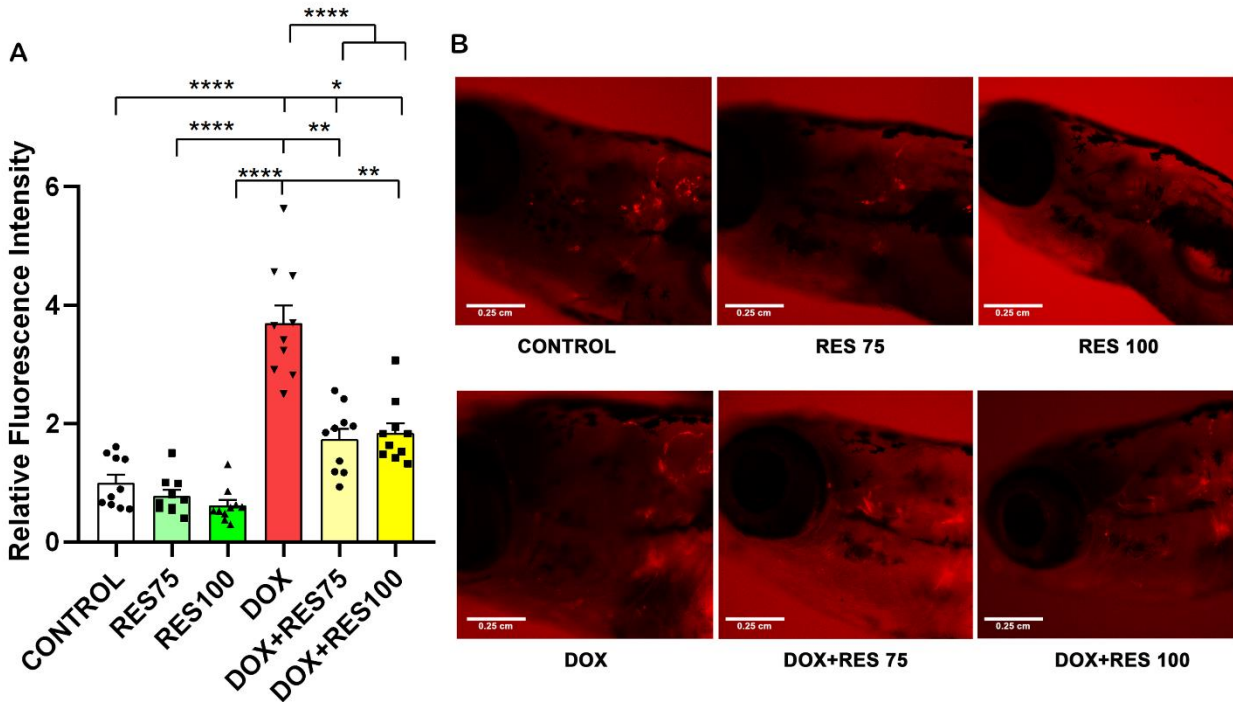 A
****
**** *
**** **
**** **
Relative Fluorescence Intensity
6
4
2
0
CONTROL
RES75
RES100
DOX
DOX+RES75
DOX+RES100
B
0.25 cm
0.25 cm
0.25 cm
CONTROL
RES 75
RES 100
0.25 cm
0.25 cm
0.25 cm
DOX
DOX+RES 75
DOX+RES 100